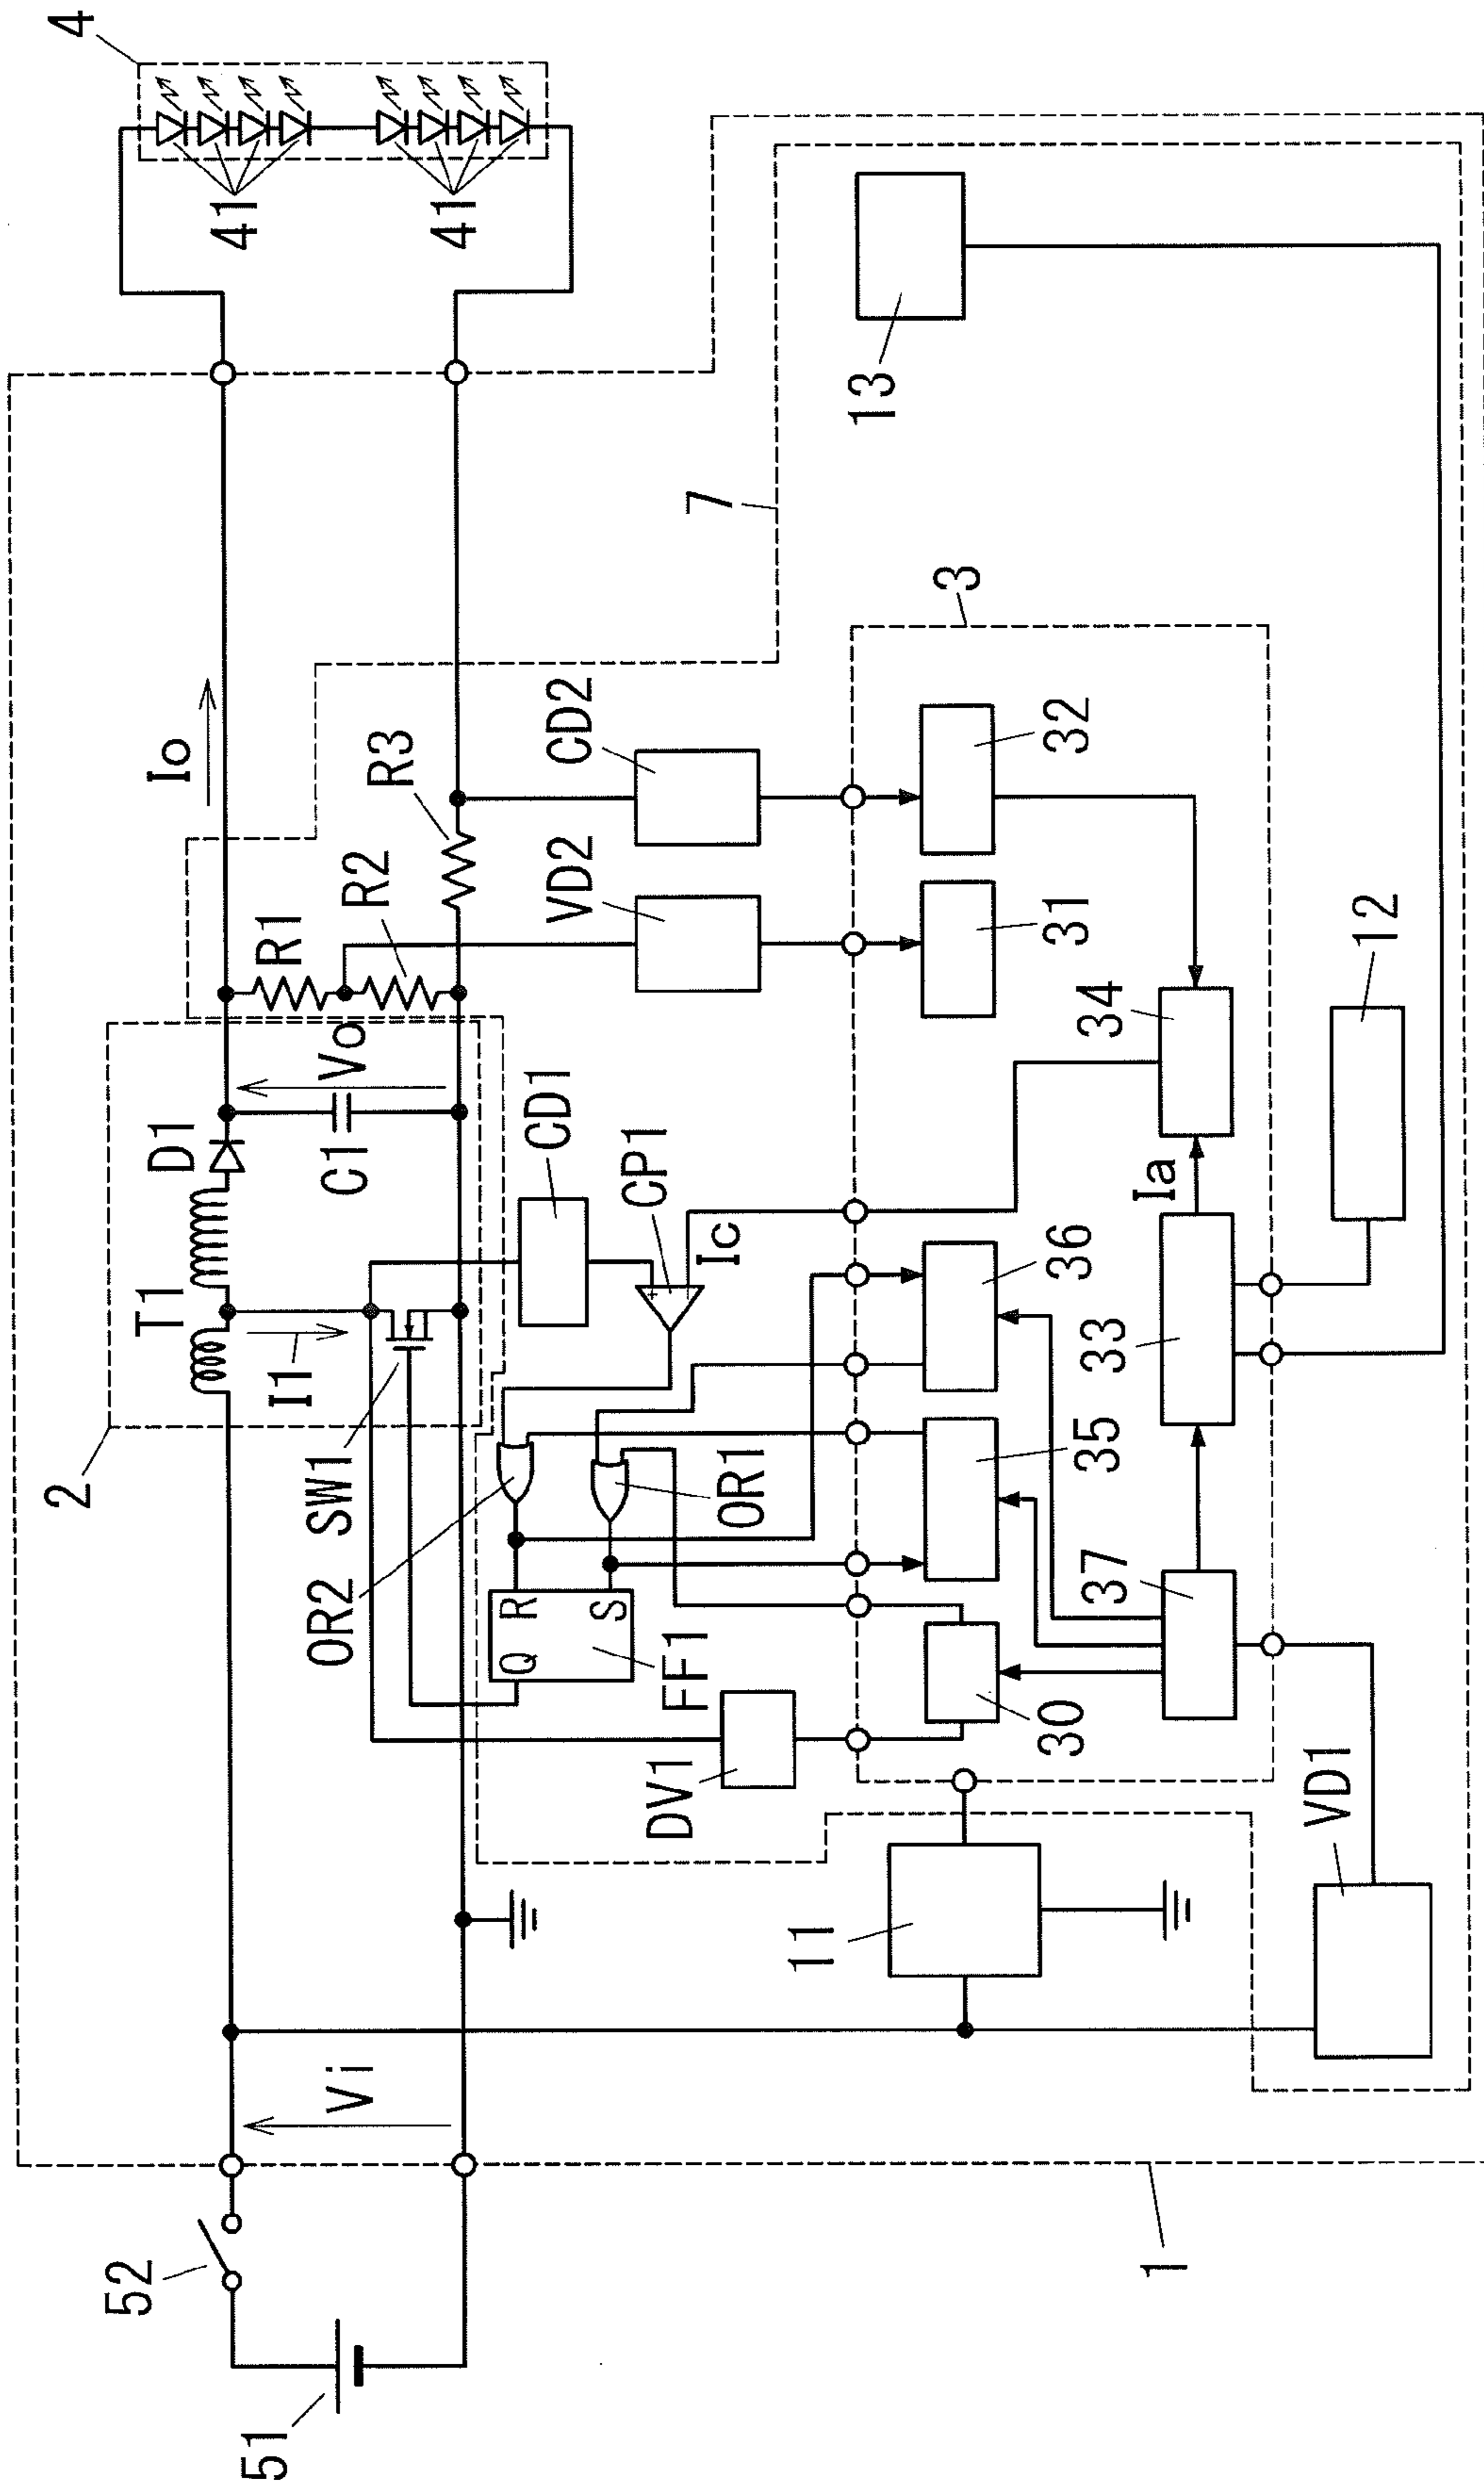 4
41
41
Io
R1
R2
R3
CD2
VD2
7
3
13
2
T1
D1
C1
Vo
I1
SW1
CD1
CP1
Ic
OR2
OR1
Q
R
S
FF1
DV1
32
31
34
12
Ia
36
33
35
37
30
11
VD1
Vi
52
51
1